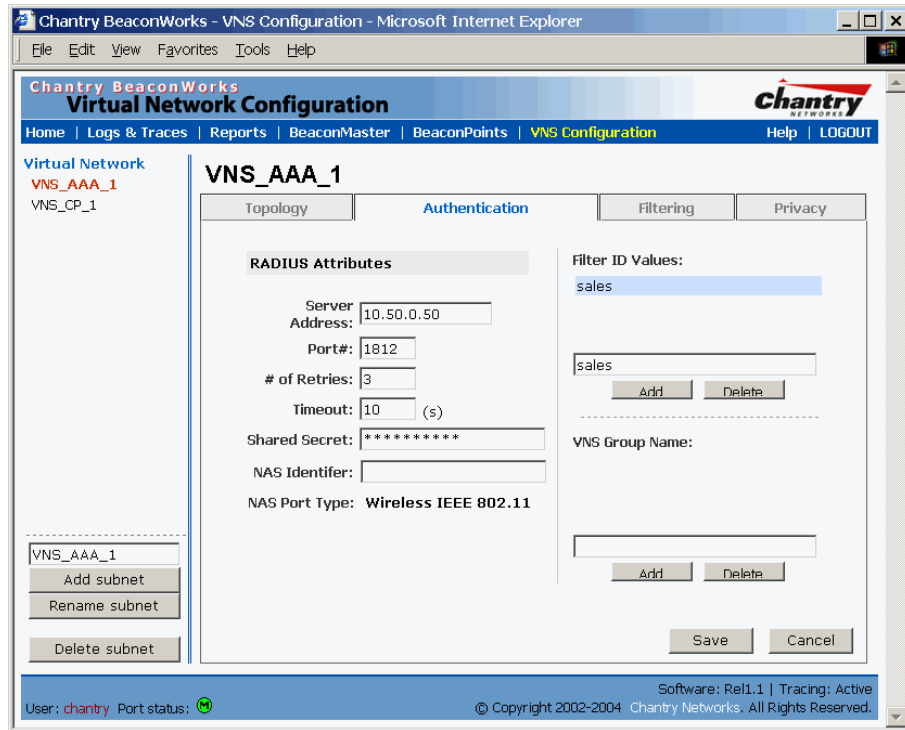 Chantry BeaconWorks - VNS Configuration - Microsoft Internet Explorer
File Edit View Favorites Tools Help
Chantry BeaconWorks
Virtual Network Configuration
chantry
NETWORKS
Home | Logs & Traces | Reports | BeaconMaster | BeaconPoints | VNS Configuration Help | LOGOUT
Virtual Network
VNS_AAA_1
VNS_CP_1
VNS_AAA_1
Topology Authentication Filtering Privacy
RADIUS Attributes
Server Address: 10.50.0.50
Port#: 1812
# of Retries: 3
Timeout: 10 (s)
Shared Secret: **********
NAS Identifer:
NAS Port Type: Wireless IEEE 802.11
Filter ID Values:
sales
sales
Add Delete
VNS Group Name:
Add Delete
VNS_AAA_1
Add subnet
Rename subnet
Delete subnet
Save Cancel
Software: Rel1.1 | Tracing: Active
User: chantry Port status: M
© Copyright 2002-2004 Chantry Networks. All Rights Reserved.